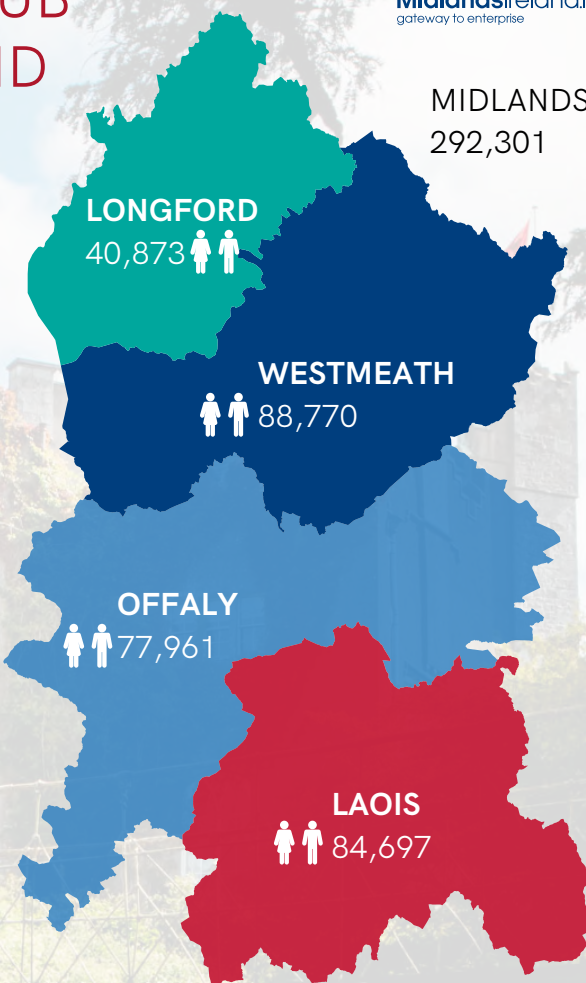 gateway to enterprise
MIDLANDS
292,301
LONGFORD
40,873
WESTMEATH
88,770
OFFALY
77,961
LAOIS
84,697